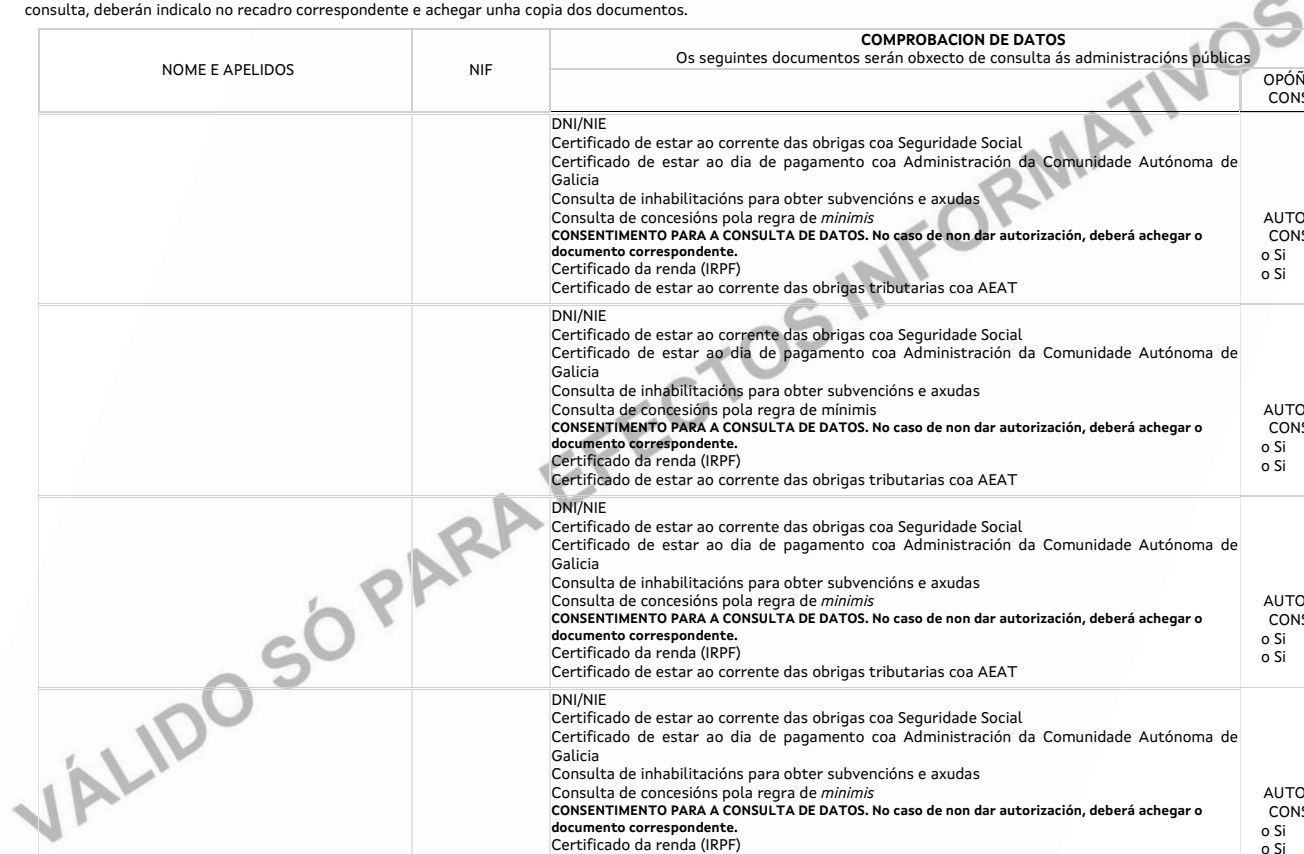 consulta, deberán indicalo no recadro correspondente e achegar unha copia dos documentos.
NOME E APELIDOS
NIF
COMPROBACION DE DATOS
Os seguintes documentos serán obxecto de consulta ás administracións públicas
OPÓÑ
CONS
DNI/NIE
Certificado de estar ao corrente das obrigas coa Seguridade Social
Certificado de estar ao dia de pagamento coa Administración da Comunidade Autónoma de
Galicia
Consulta de inhabilitacións para obter subvencións e axudas
Consulta de concesións pola regra de minimis
CONSENTIMENTO PARA A CONSULTA DE DATOS. No caso de non dar autorización, deberá achegar o
documento correspondente.
Certificado da renda (IRPF)
Certificado de estar ao corrente das obrigas tributarias coa AEAT
AUTO
CONS
o Si
o Si
DNI/NIE
Certificado de estar ao corrente das obrigas coa Seguridade Social
Certificado de estar ao dia de pagamento coa Administración da Comunidade Autónoma de
Galicia
Consulta de inhabilitacións para obter subvencións e axudas
Consulta de concesións pola regra de mínimis
CONSENTIMENTO PARA A CONSULTA DE DATOS. No caso de non dar autorización, deberá achegar o
documento correspondente.
Certificado da renda (IRPF)
Certificado de estar ao corrente das obrigas tributarias coa AEAT
AUTO
CONS
o Si
o Si
DNI/NIE
Certificado de estar ao corrente das obrigas coa Seguridade Social
Certificado de estar ao dia de pagamento coa Administración da Comunidade Autónoma de
Galicia
Consulta de inhabilitacións para obter subvencións e axudas
Consulta de concesións pola regra de minimis
CONSENTIMENTO PARA A CONSULTA DE DATOS. No caso de non dar autorización, deberá achegar o
documento correspondente.
Certificado da renda (IRPF)
Certificado de estar ao corrente das obrigas tributarias coa AEAT
AUTO
CONS
o Si
o Si
DNI/NIE
Certificado de estar ao corrente das obrigas coa Seguridade Social
Certificado de estar ao dia de pagamento coa Administración da Comunidade Autónoma de
Galicia
Consulta de inhabilitacións para obter subvencións e axudas
Consulta de concesións pola regra de minimis
CONSENTIMENTO PARA A CONSULTA DE DATOS. No caso de non dar autorización, deberá achegar o
documento correspondente.
Certificado da renda (IRPF)
AUTO
CONS
o Si
o Si
VÁLIDO SÓ PARA EFECTOS INFORMATIVOS